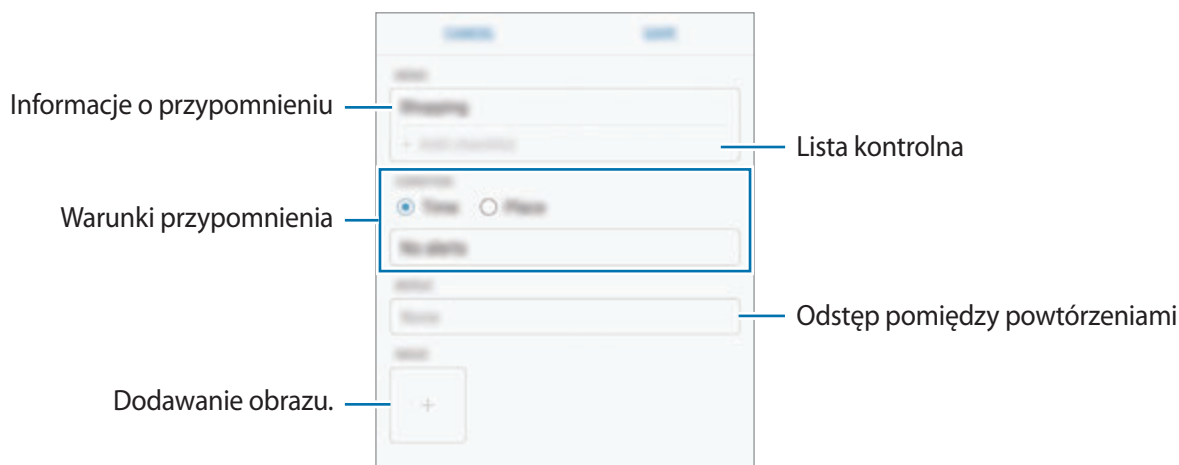 CANCEL SAVE
Informacje o przypomnieniu
Shopping
Lista kontrolna
Warunki przypomnienia
Time Place
No alerts
Odstęp pomiędzy powtórzeniami
None
Dodawanie obrazu.
+